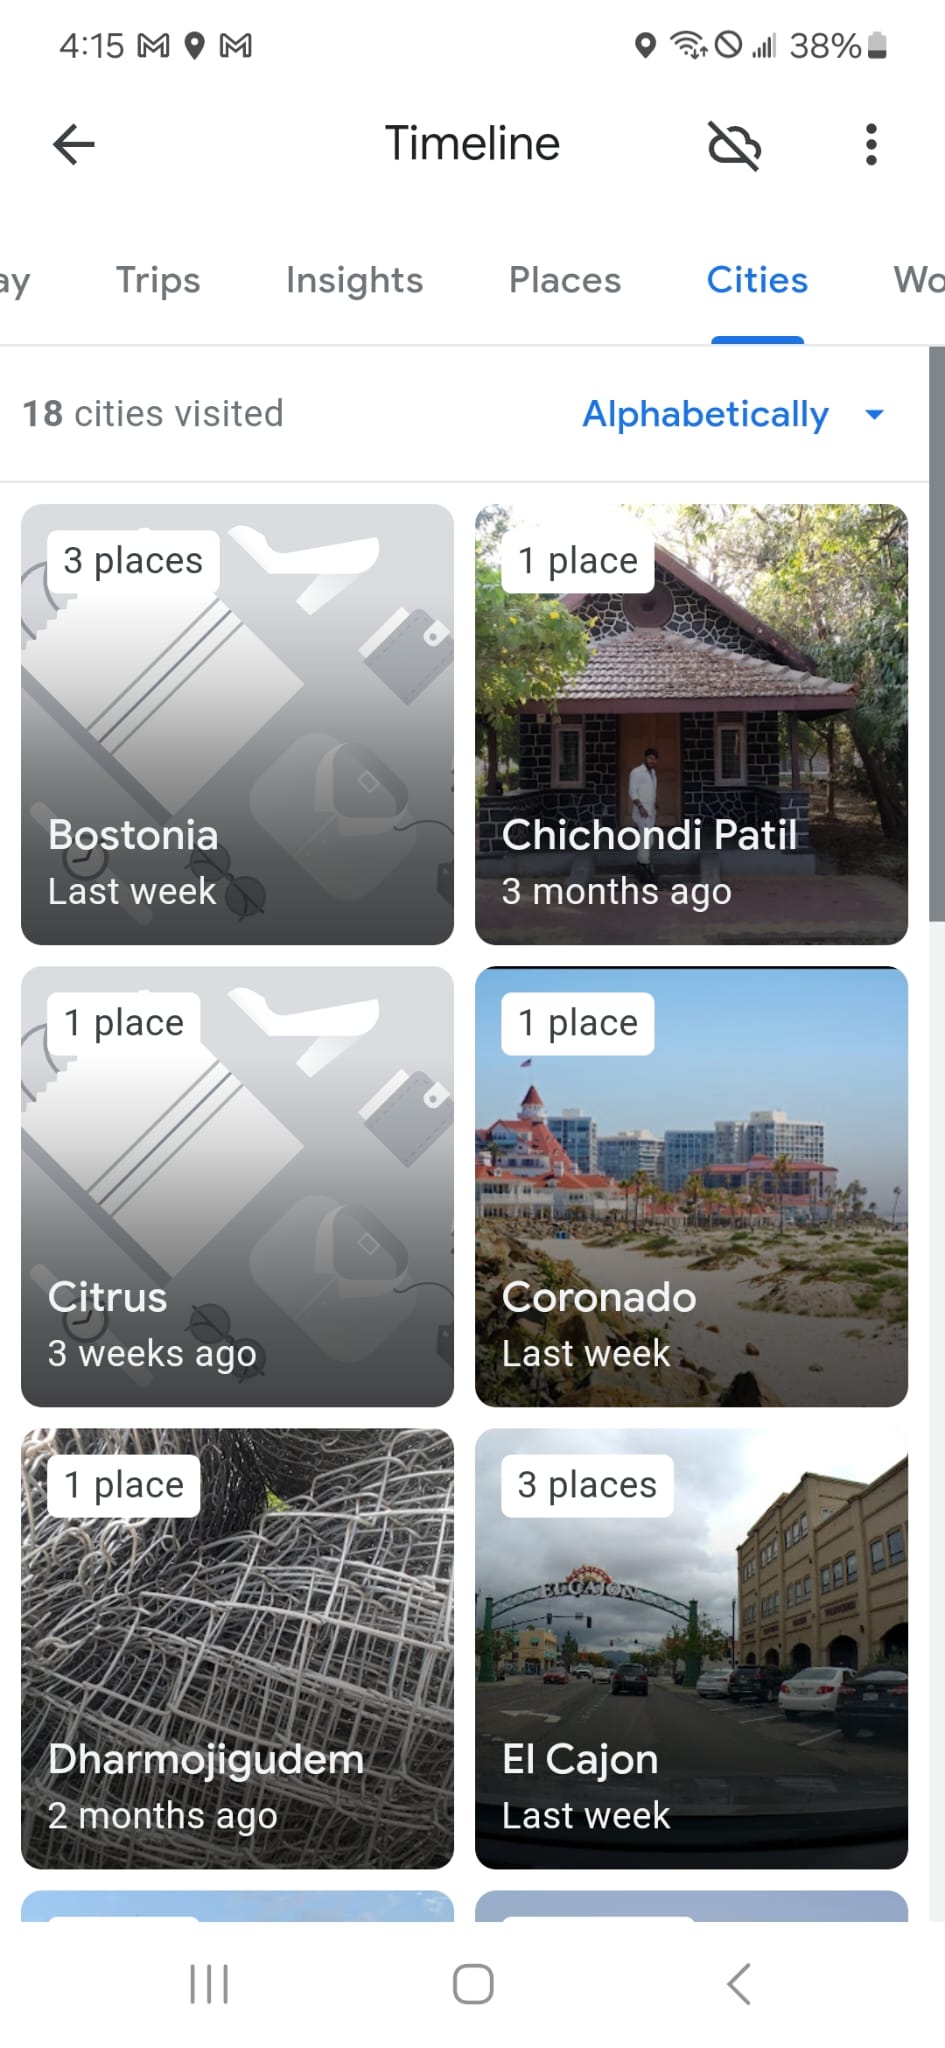 4:15
38%
Timeline
ay Trips Insights Places Cities Wo
18 cities visited
Alphabetically
3 places
Bostonia
Last week
1 place
Chichondi Patil
3 months ago
1 place
Citrus
3 weeks ago
1 place
Coronado
Last week
1 place
Dharmojigudem
2 months ago
3 places
EL CAJON
El Cajon
Last week